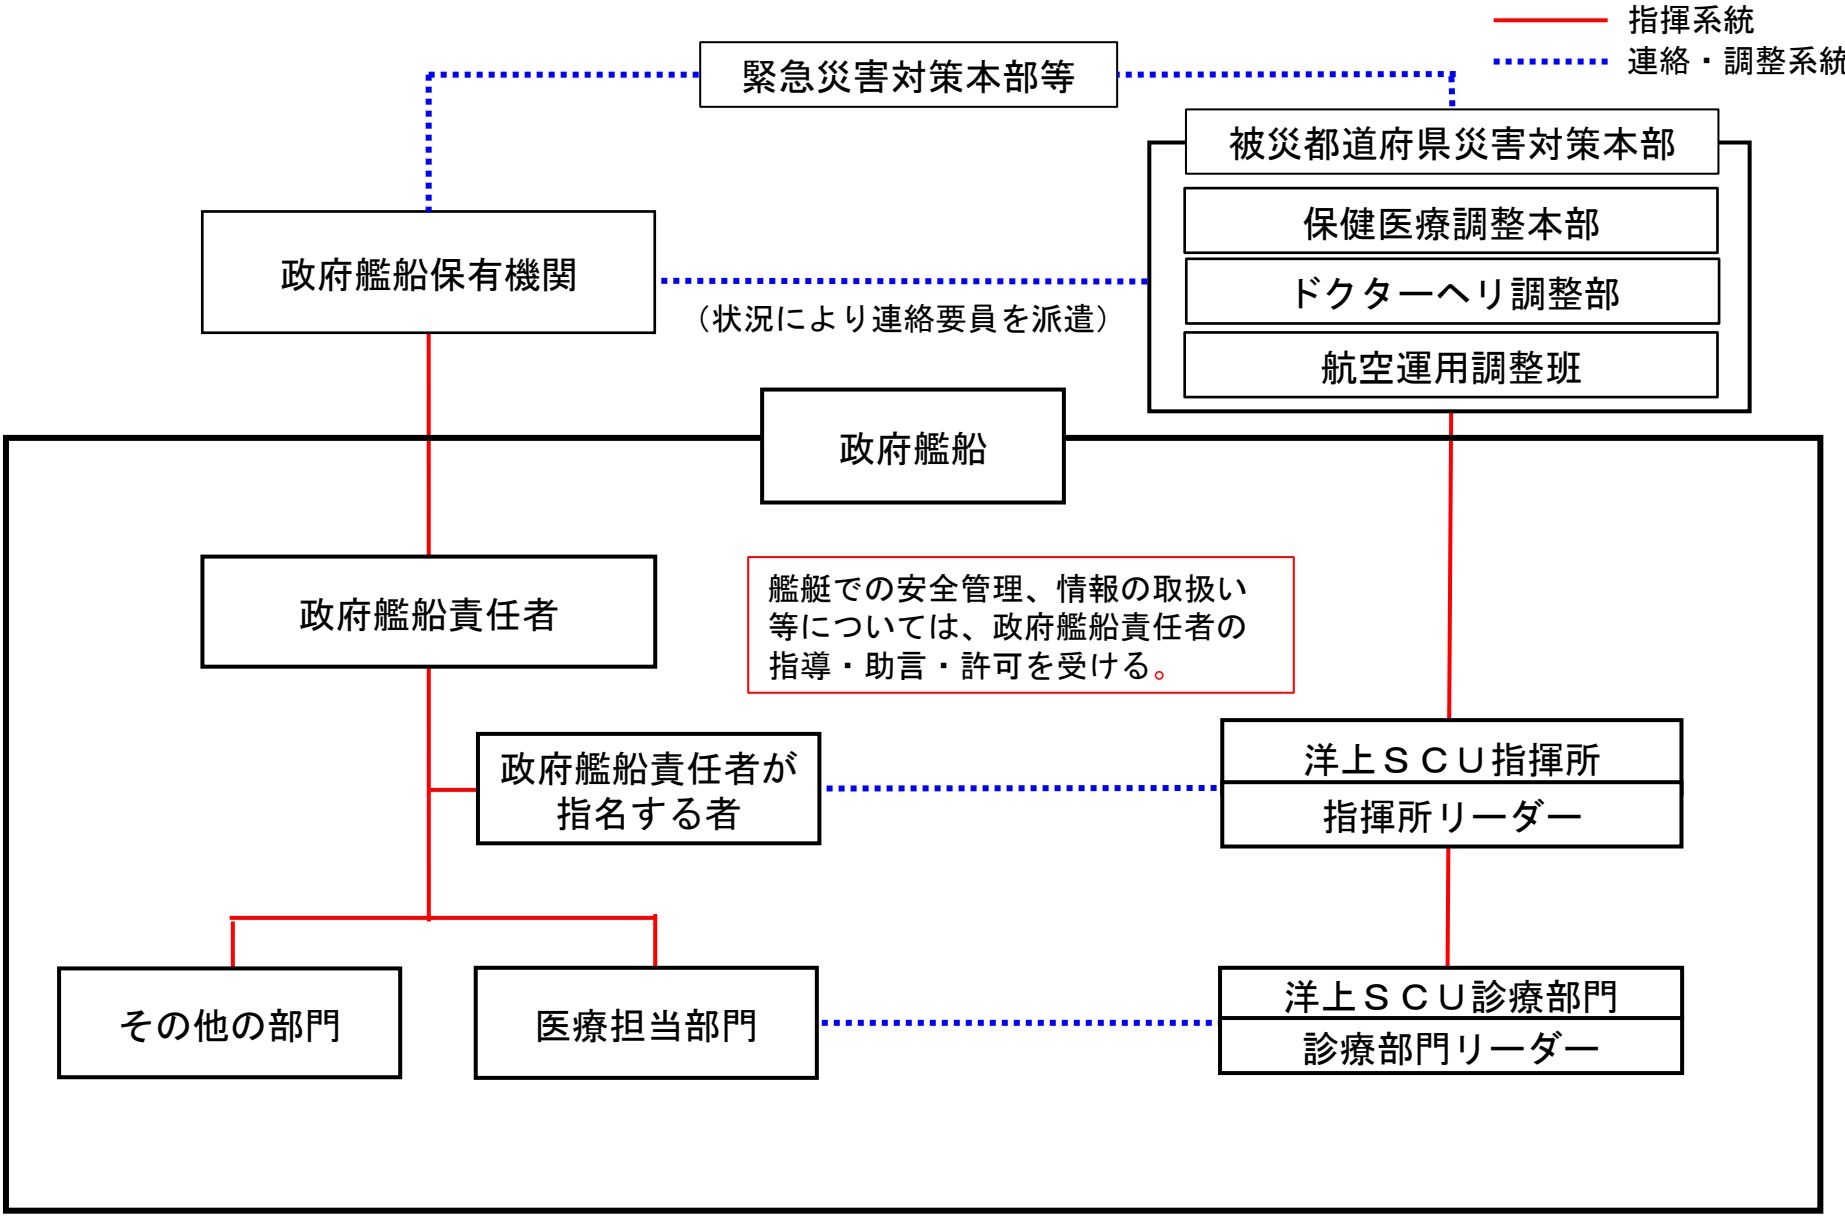 指揮系統
連絡・調整系統
緊急災害対策本部等
被災都道府県災害対策本部
保健医療調整本部
ドクターヘリ調整部
航空運用調整班
政府艦船保有機関
（状況により連絡要員を派遣）
政府艦船
政府艦船責任者
艦艇での安全管理、情報の取扱い
等については、政府艦船責任者の
指導・助言・許可を受ける。
政府艦船責任者が
指名する者
洋上ＳＣＵ指揮所
指揮所リーダー
その他の部門
医療担当部門
洋上ＳＣＵ診療部門
診療部門リーダー